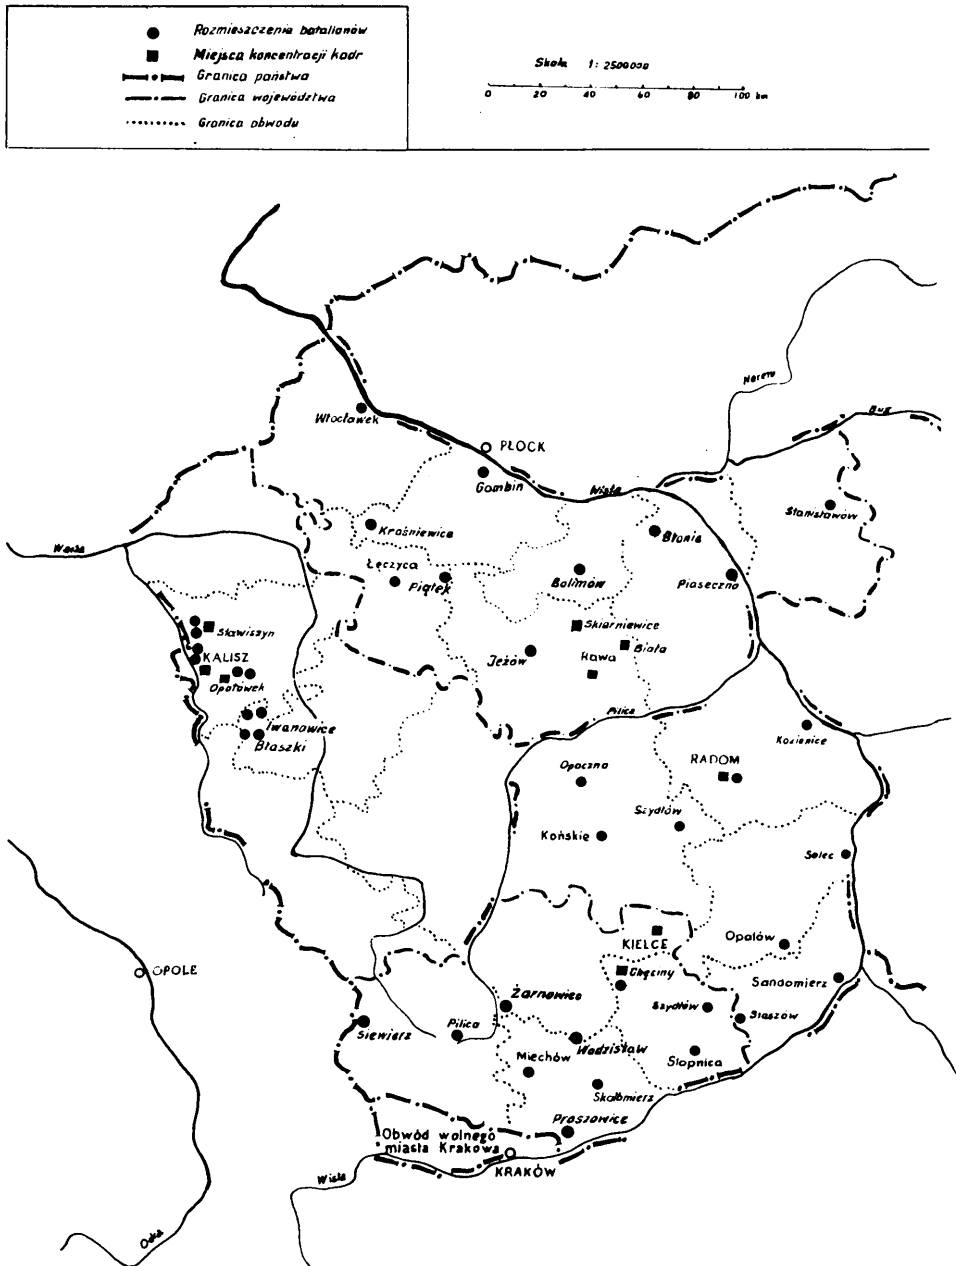 Rozmieszczenie batalianów
Miejsca koncentracji kadr
Granica państwa
Granica województwa
Granica obwodu
Skala 1:2500000
0 20 40 60 80 100 km
Narew
Bug
Włocławek
PŁOCK
Gombin
Wisła
Stanisławów
Krośniewice
Błonie
Warta
Łęczyca
Piątek
Bolimów
Piaseczno
Stawiszyn
Skierniewice
KALISZ
Jeżów
Rawa
Biała
Opatówek
Iwanowice
Błaszki
Pilica
Kozienice
Opoczno
RADOM
Szydłów
Końskie
Solec
KIELCE
Opatów
OPOLE
Chęciny
Sandomierz
Żarnowiec
Szydłów
Staszów
Siewierz
Pilica
Wodzisław
Miechów
Stopnica
Skalbmierz
Proszowice
Obwód wolnego
miasta Krakowa
KRAKÓW
Wisła
Odra